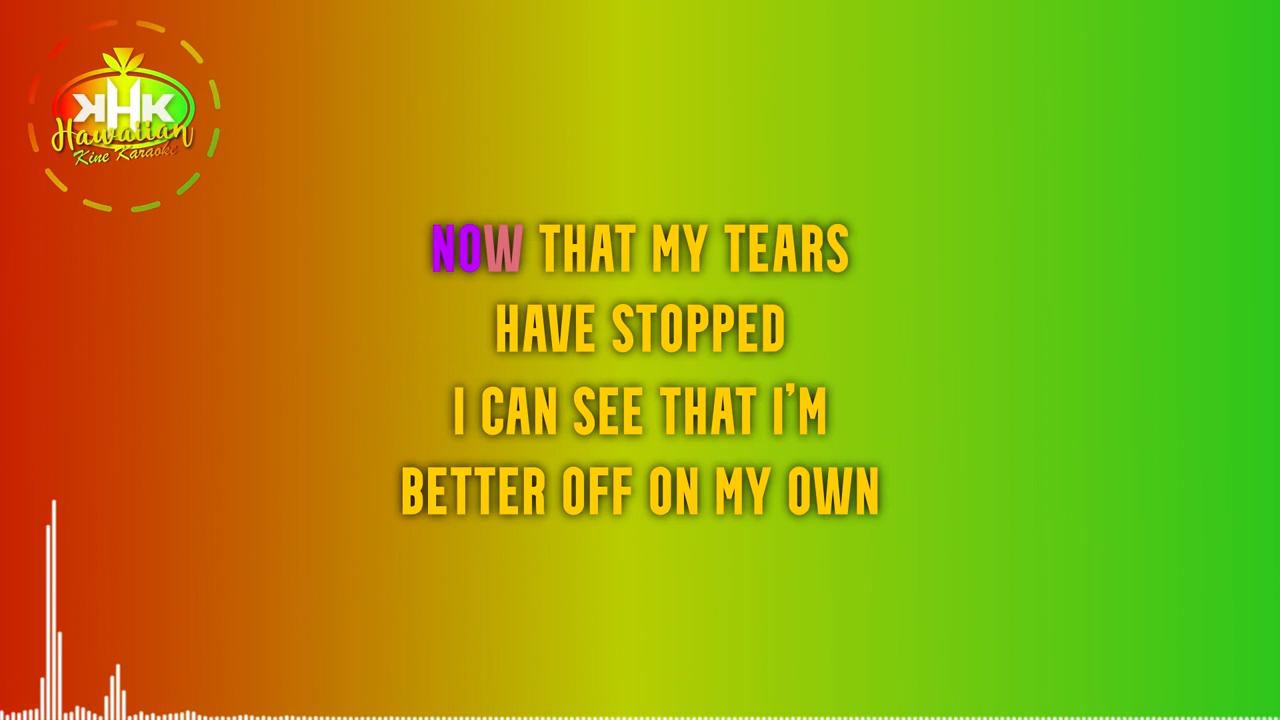 KHK
Hawaiian
Kine Karaoke
NOW THAT MY TEARS
HAVE STOPPED
I CAN SEE THAT I'M
BETTER OFF ON MY OWN